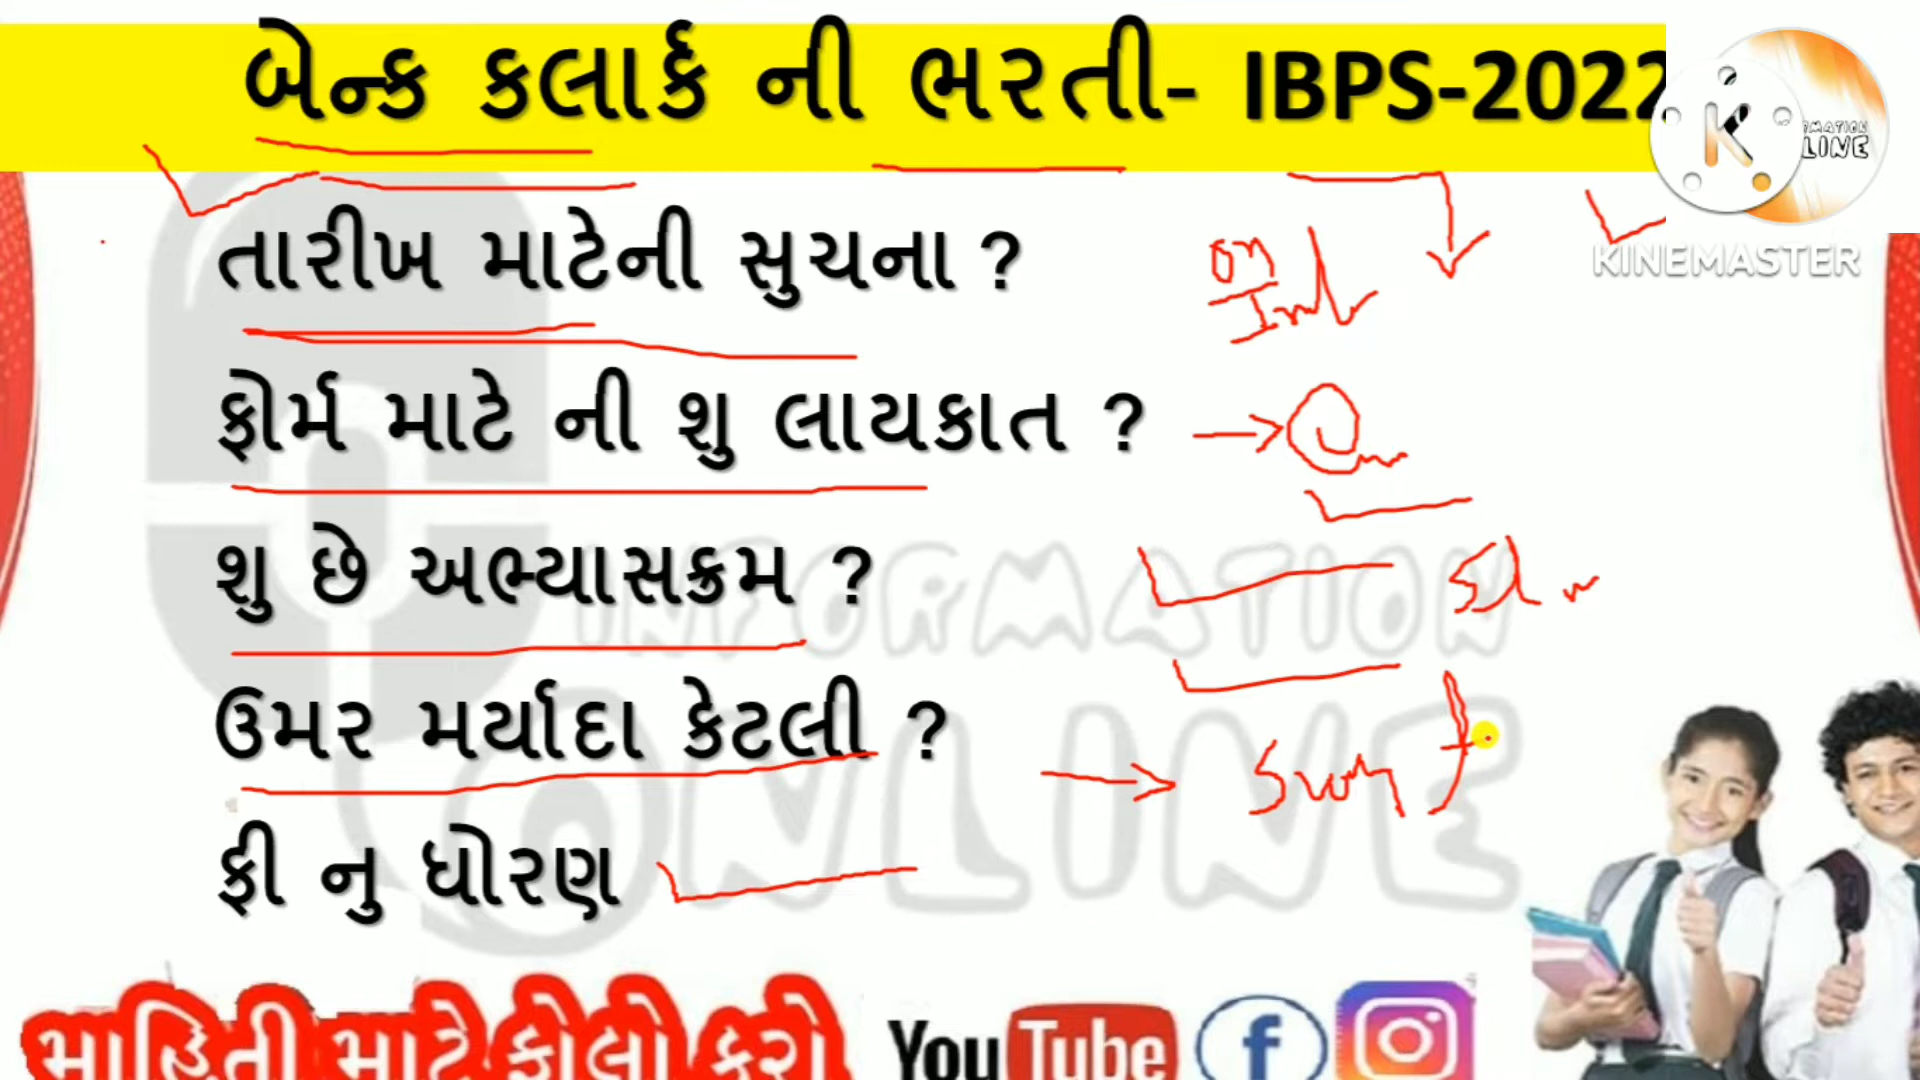 બેન્ક કલાર્ક ની ભરતી- IBPS-2022
KINEMASTER
તારીખ માટેની સુચના ?
ફોર્મ માટે ની શુ લાયકાત ?
શુ છે અભ્યાસક્રમ ?
INFORMATION
ઉમર મર્યાદા કેટલી ?
ONLINE
ફી નુ ધોરણ
માહિતી માટે ફોલો કરો YouTube